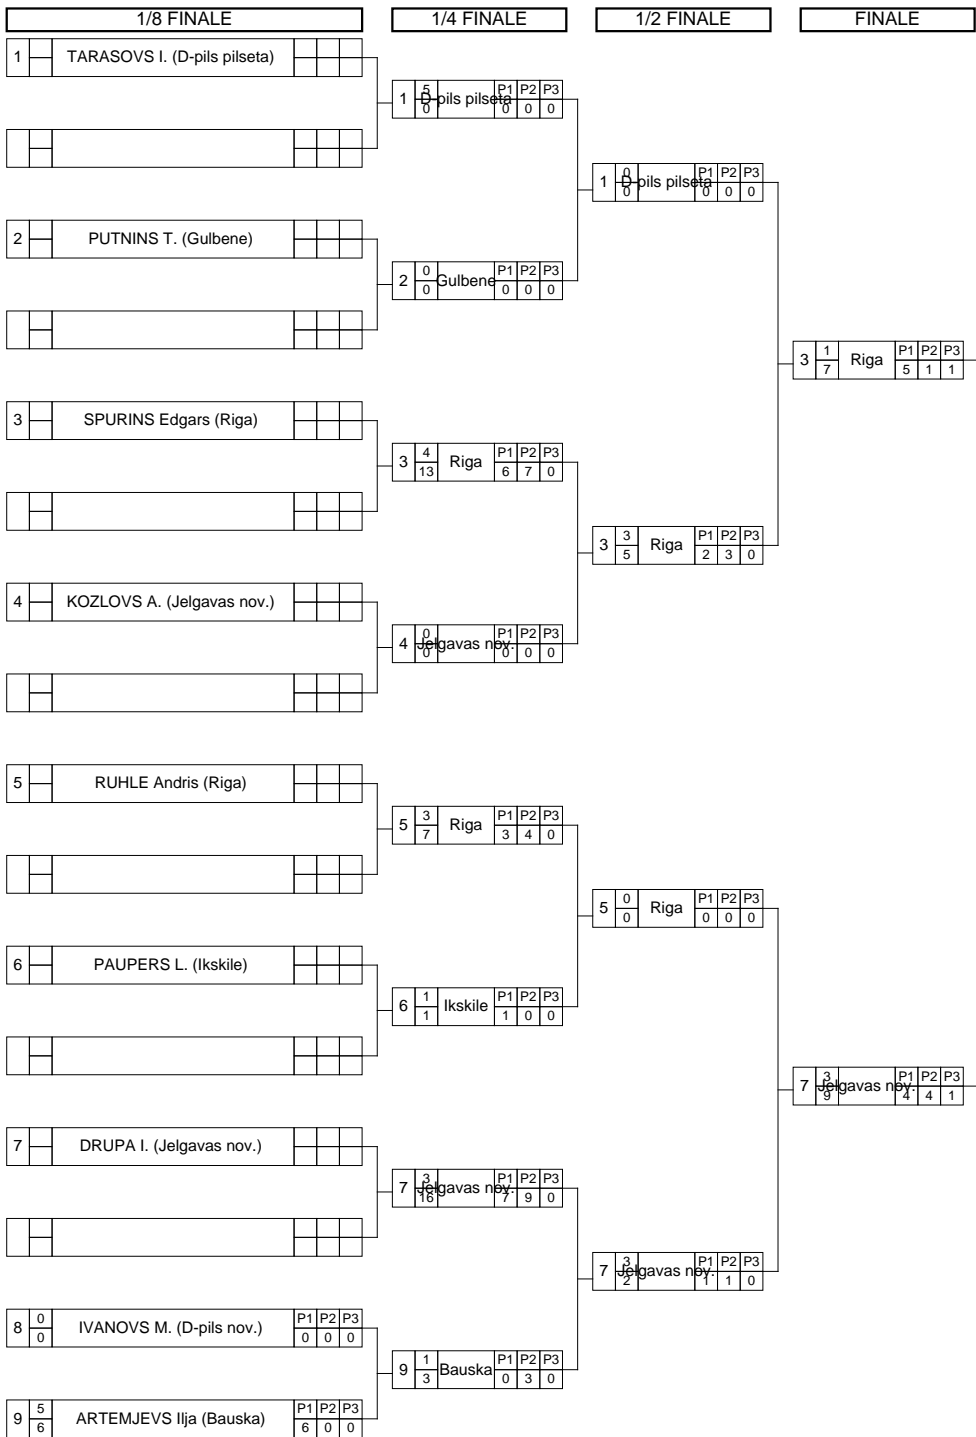 1/8 FINALE 1/4 FINALE 1/2 FINALE FINALE
1 TARASOVS I. (D-pils pilseta)
1 5 0 D-pils pilseta P1 P2 P3 0 0 0
1 0 0 D-pils pilseta P1 P2 P3 0 0 0
2 PUTNINS T. (Gulbene)
2 0 0 Gulbene P1 P2 P3 0 0 0
3 1 7 Riga P1 P2 P3 5 1 1
3 SPURINS Edgars (Riga)
3 4 13 Riga P1 P2 P3 6 7 0
3 3 5 Riga P1 P2 P3 2 3 0
4 KOZLOVS A. (Jelgavas nov.)
4 0 0 Jelgavas nov. P1 P2 P3 0 0 0
5 RUHLE Andris (Riga)
5 3 7 Riga P1 P2 P3 3 4 0
5 0 0 Riga P1 P2 P3 0 0 0
6 PAUPERS L. (Ikskile)
6 1 1 Ikskile P1 P2 P3 1 0 0
7 3 9 Jelgavas nov. P1 P2 P3 4 4 1
7 DRUPA I. (Jelgavas nov.)
7 3 16 Jelgavas nov. P1 P2 P3 7 9 0
7 3 2 Jelgavas nov. P1 P2 P3 1 1 0
8 0 0 IVANOVS M. (D-pils nov.) P1 P2 P3 0 0 0
9 1 3 Bauska P1 P2 P3 0 3 0
9 5 6 ARTEMJEVS Ilja (Bauska) P1 P2 P3 6 0 0